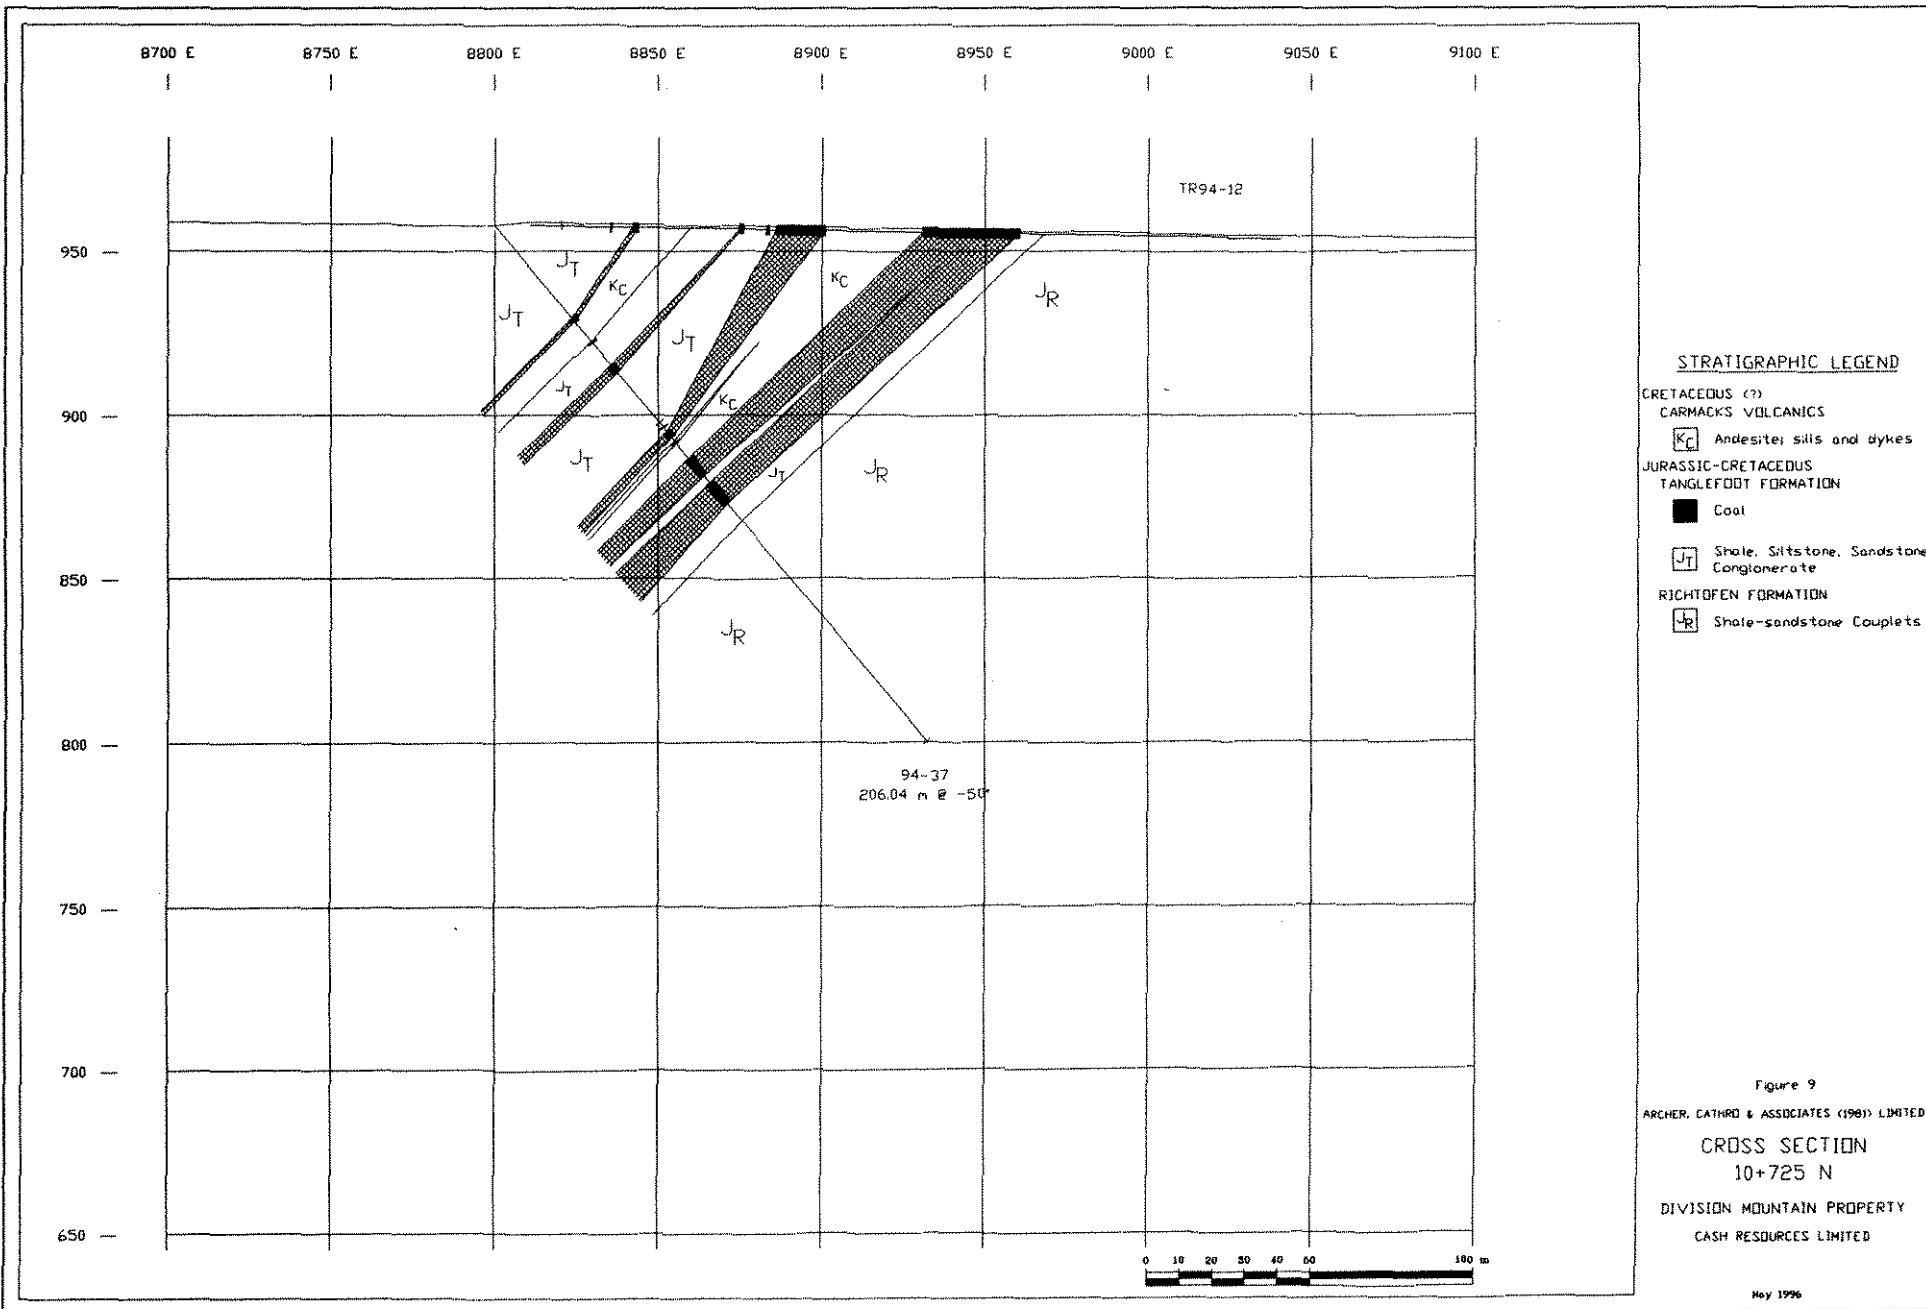 8700 E 8750 E 8800 E 8850 E 8900 E 8950 E 9000 E 9050 E 9100 E
TR94-12
950
JT
KC
KC
JR
JT
JT
STRATIGRAPHIC LEGEND
CRETACEOUS (?)
CARMACKS VOLCANICS
KC Andesite; sills and dykes
JURASSIC-CRETACEOUS
TANGLEFOOT FORMATION
Coal
JT Shale, Siltstone, Sandstone
Conglomerate
RICHTOFEN FORMATION
JR Shale-sandstone Couplets
JT
KC
900
JT
JR
JT
850
JR
800
94-37
206.04 m @ -50°
750
700
650
0 10 20 30 40 50 100 m
Figure 9
ARCHER, CATHRO & ASSOCIATES (1981) LIMITED
CROSS SECTION
10+725 N
DIVISION MOUNTAIN PROPERTY
CASH RESOURCES LIMITED
May 1996